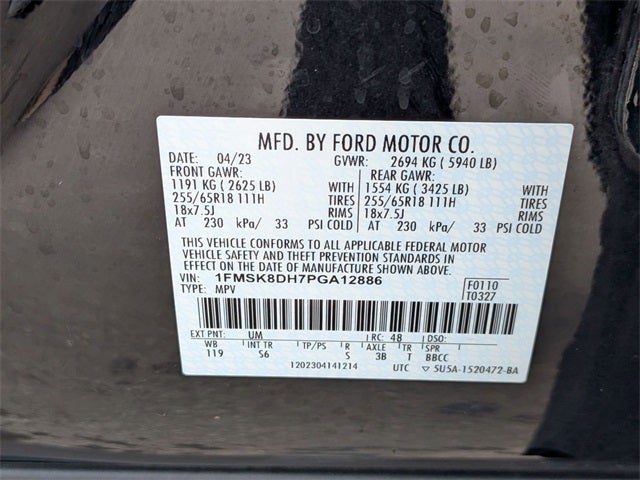 MFD. BY FORD MOTOR CO.
DATE: 04/23 GVWR: 2694 KG ( 5940 LB)
FRONT GAWR: REAR GAWR:
1191 KG ( 2625 LB) WITH 1554 KG ( 3425 LB) WITH
255/65R18 111H TIRES 255/65R18 111H TIRES
18x7.5J RIMS 18x7.5J RIMS
AT 230 kPa/ 33 PSI COLD AT 230 kPa/ 33 PSI COLD
THIS VEHICLE CONFORMS TO ALL APPLICABLE FEDERAL MOTOR
VEHICLE SAFETY AND THEFT PREVENTION STANDARDS IN
EFFECT ON THE DATE OF MANUFACTURE SHOWN ABOVE.
VIN: 1FMSK8DH7PGA12886 F0110
TYPE: MPV T0327
EXT PNT: UM RC: 48 DSO:
WB INT TR TP/PS R AXLE TR SPR
119 S6 S 3B T BBCC
1202304141214 UTC ▽ 5U5A-1520472-BA